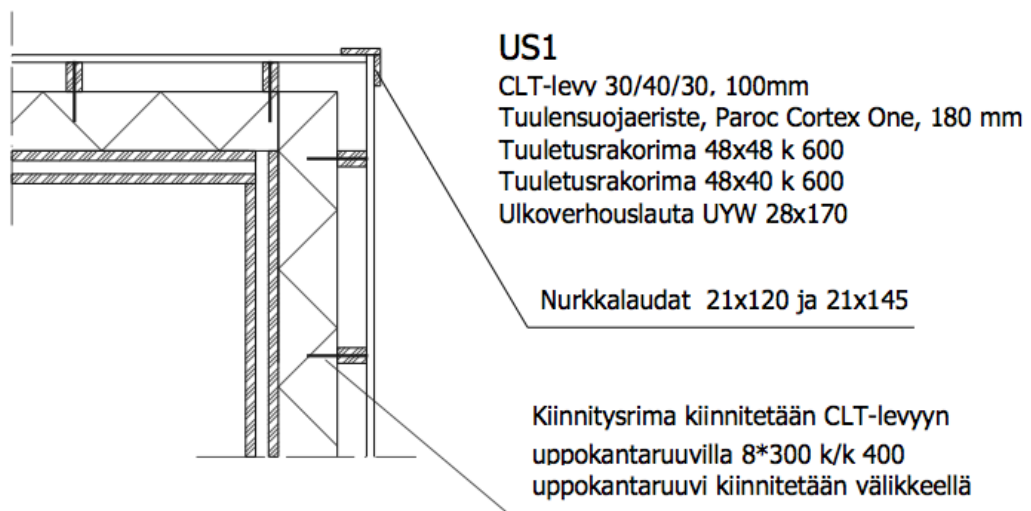 US1
CLT-levv 30/40/30, 100mm
Tuulensuojaeriste, Paroc Cortex One, 180 mm
Tuuletusrakorima 48x48 k 600
Tuuletusrakorima 48x40 k 600
Ulkoverhouslauta UYW 28x170
Nurkkalaudat 21x120 ja 21x145
Kiinnitysrima kiinnitetään CLT-levyyn
uppokantaruuvilla 8*300 k/k 400
uppokantaruuvi kiinnitetään välikkeellä